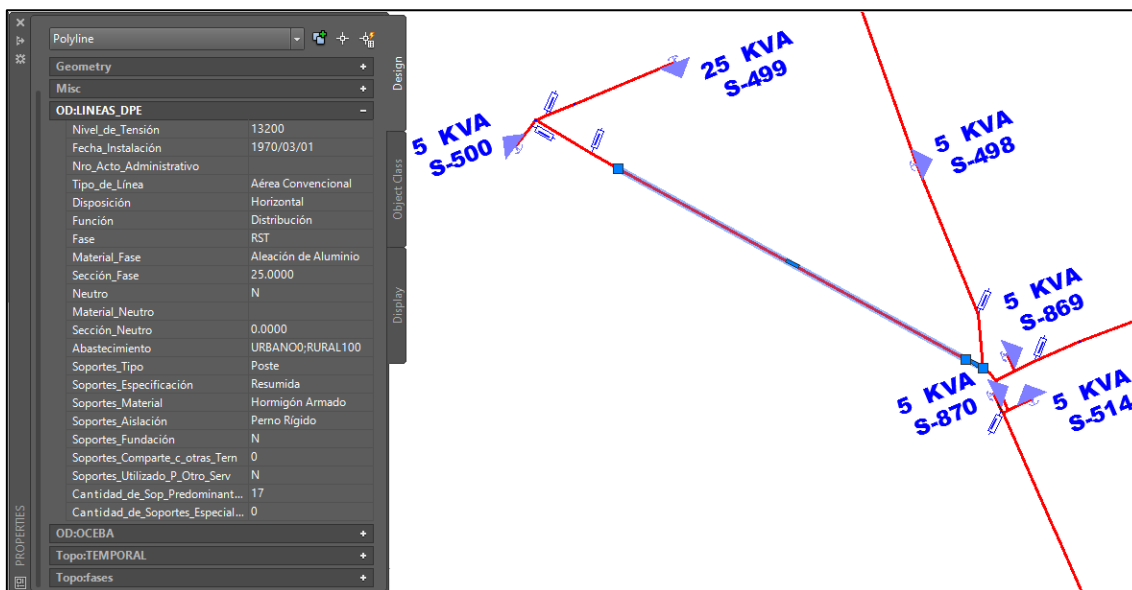 Polyline
Geometry +
Misc +
OD:LINEAS_DPE –
Nivel_de_Tensión 13200
Fecha_Instalación 1970/03/01
Nro_Acto_Administrativo
Tipo_de_Línea Aérea Convencional
Disposición Horizontal
Función Distribución
Fase RST
Material_Fase Aleación de Aluminio
Sección_Fase 25.0000
Neutro N
Material_Neutro
Sección_Neutro 0.0000
Abastecimiento URBANO0;RURAL100
Soportes_Tipo Poste
Soportes_Especificación Resumida
Soportes_Material Hormigón Armado
Soportes_Aislación Perno Rígido
Soportes_Fundación N
Soportes_Comparte_c_otras_Tern 0
Soportes_Utilizado_P_Otro_Serv N
Cantidad_de_Sop_Predominant... 17
Cantidad_de_Soportes_Especial... 0
OD:OCEBA +
Topo:TEMPORAL +
Topo:fases +
PROPERTIES
Design
Object Class
Display
25 KVA
S-499
5 KVA
S-500
5 KVA
S-498
5 KVA
S-869
5 KVA
S-870
5 KVA
S-514